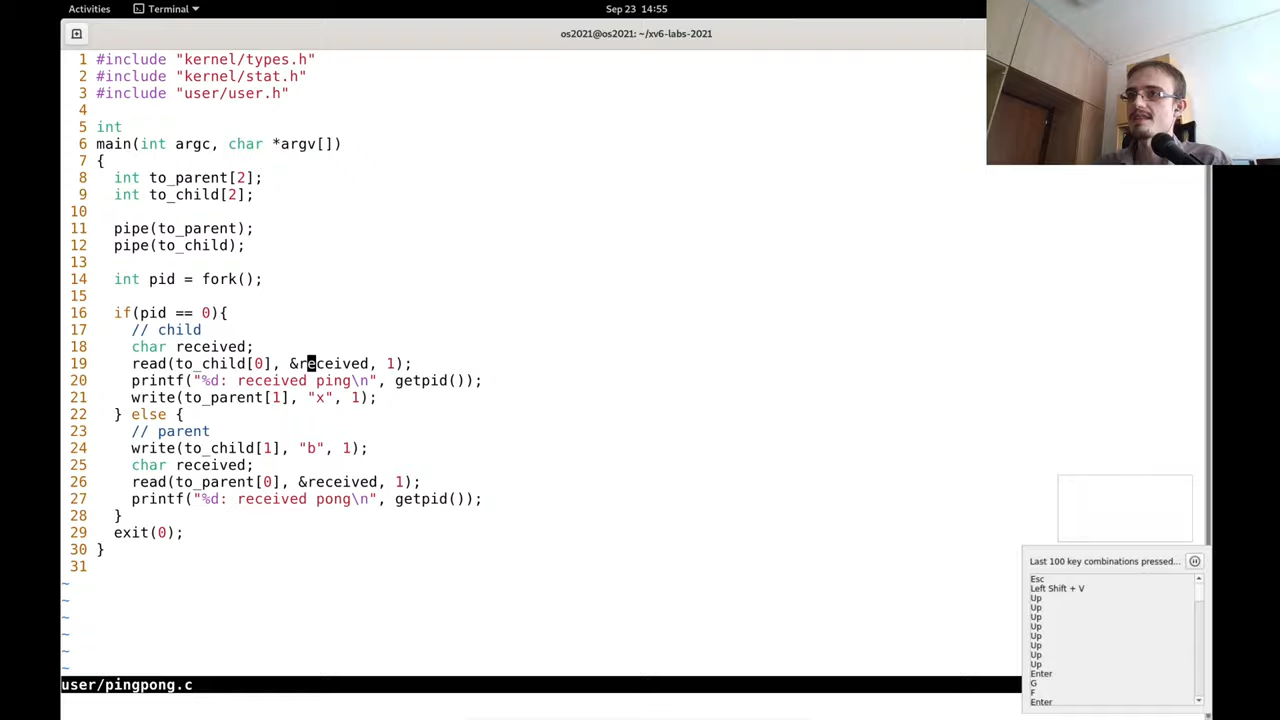 Activities Terminal Sep 23 14:55
os2021@os2021: ~/xv6-labs-2021
1 #include "kernel/types.h"
2 #include "kernel/stat.h"
3 #include "user/user.h"
4
5 int
6 main(int argc, char *argv[])
7 {
8   int to_parent[2];
9   int to_child[2];
10
11   pipe(to_parent);
12   pipe(to_child);
13
14   int pid = fork();
15
16   if(pid == 0){
17     // child
18     char received;
19     read(to_child[0], &received, 1);
20     printf("%d: received ping\n", getpid());
21     write(to_parent[1], "x", 1);
22   } else {
23     // parent
24     write(to_child[1], "b", 1);
25     char received;
26     read(to_parent[0], &received, 1);
27     printf("%d: received pong\n", getpid());
28   }
29   exit(0);
30 }
31
~
~
~
~
~
~
user/pingpong.c
Last 100 key combinations pressed...
Esc
Left Shift + V
Up
Up
Up
Up
Up
Up
Up
Up
Enter
G
F
Enter